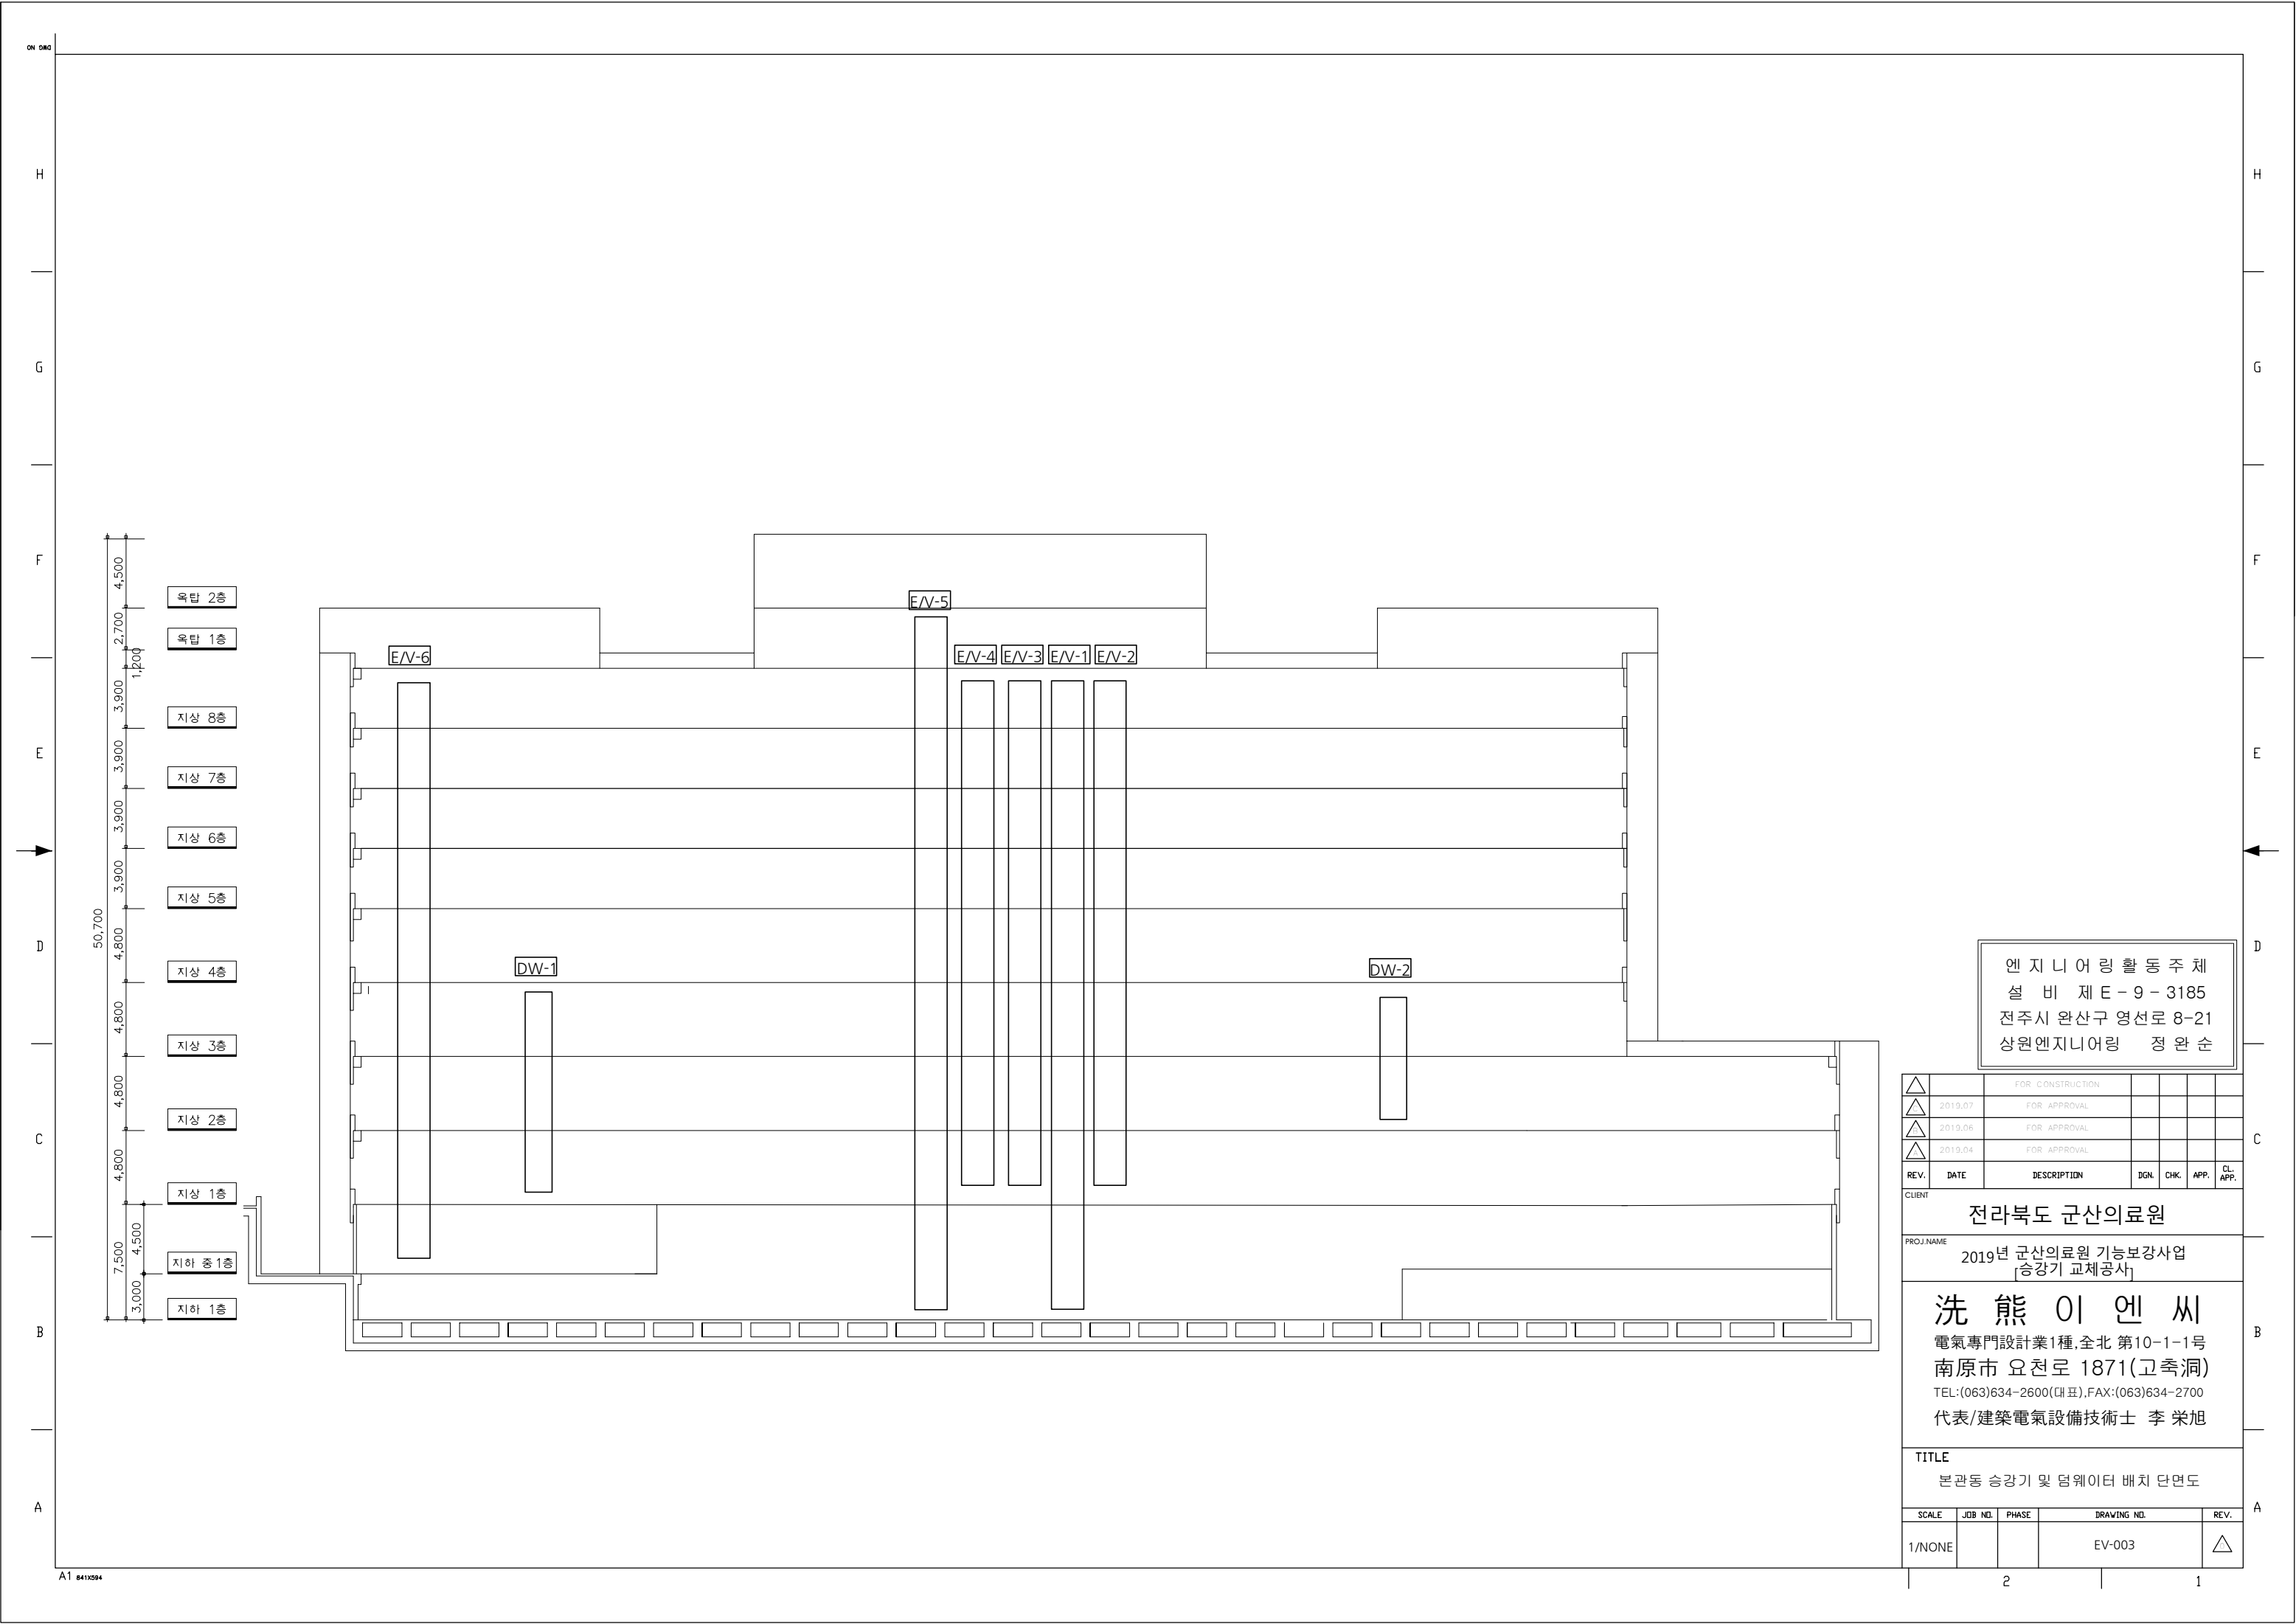 DWG NO
H
H
G
G
F
F
E
E
D
D
C
C
B
B
A
A
4,500
2,700
1,200
3,900
3,900
3,900
3,900
4,800
4,800
4,800
4,800
7,500
4,500
3,000
50,700
옥탑 2층
옥탑 1층
지상 8층
지상 7층
지상 6층
지상 5층
지상 4층
지상 3층
지상 2층
지상 1층
지하 중1층
지하 1층
E/V-5
E/V-6
E/V-4 E/V-3 E/V-1 E/V-2
DW-1
DW-2
엔지니어링활동주체
설 비 제E-9-3185
전주시 완산구 영선로 8-21
상원엔지니어링 정완순
FOR CONSTRUCTION
C 2019.07 FOR APPROVAL
B 2019.06 FOR APPROVAL
A 2019.04 FOR APPROVAL
REV. DATE DESCRIPTION DGN. CHK. APP. CL. APP.
CLIENT
전라북도 군산의료원
PROJ.NAME
2019년 군산의료원 기능보강사업
[승강기 교체공사]
洗 熊 이 엔 씨
電氣專門設計業1種,全北 第10-1-1号
南原市 요천로 1871(고죽洞)
TEL:(063)634-2600(대표),FAX:(063)634-2700
代表/建築電氣設備技術士 李 栄旭
TITLE
본관동 승강기 및 덤웨이터 배치 단면도
SCALE JOB NO. PHASE DRAWING NO. REV.
1/NONE EV-003
A1 841X594
2
1